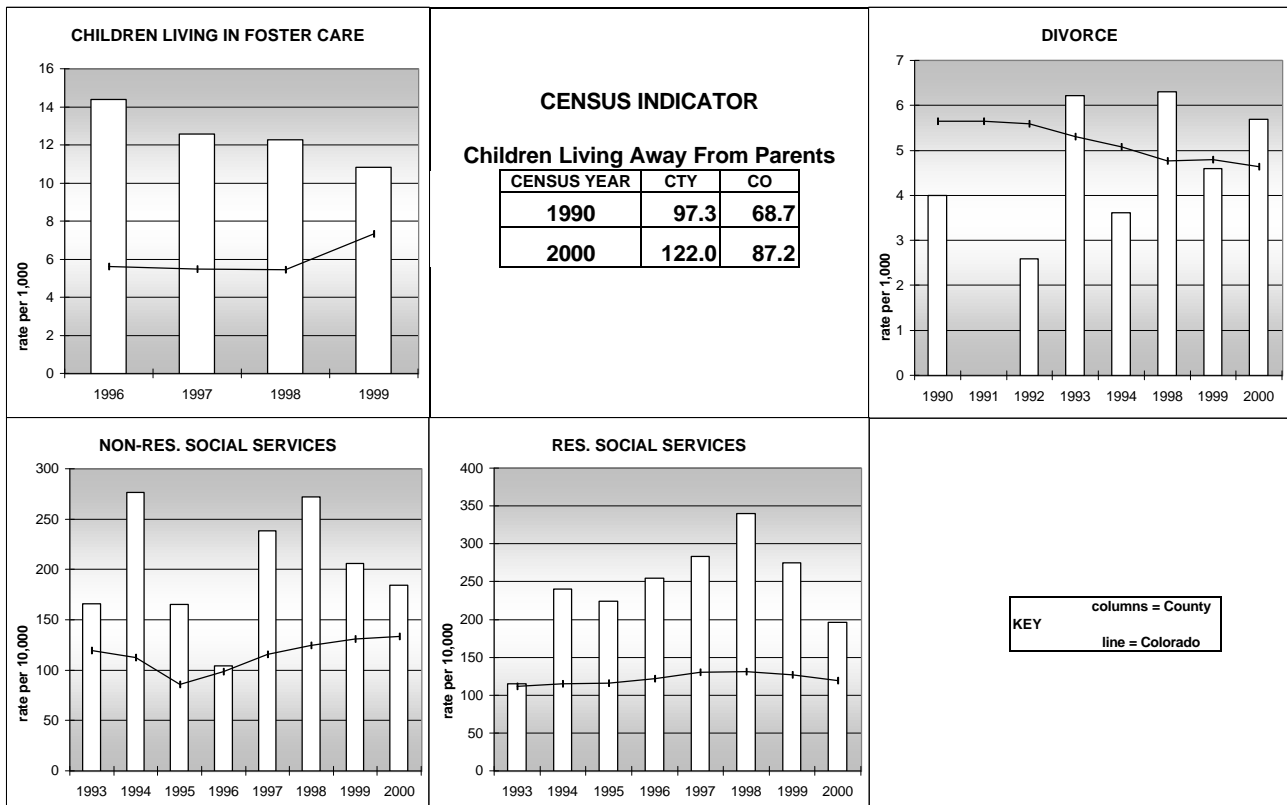 CHILDREN LIVING IN FOSTER CARE
16
14
12
10
8
6
4
2
0
rate per 1,000
1996 1997 1998 1999
CENSUS INDICATOR
Children Living Away From Parents
CENSUS YEAR CTY CO
1990 97.3 68.7
2000 122.0 87.2
DIVORCE
7
6
5
4
3
2
1
0
rate per 1,000
1990 1991 1992 1993 1994 1998 1999 2000
NON-RES. SOCIAL SERVICES
300
250
200
150
100
50
0
rate per 10,000
1993 1994 1995 1996 1997 1998 1999 2000
RES. SOCIAL SERVICES
400
350
300
250
200
150
100
50
0
rate per 10,000
1993 1994 1995 1996 1997 1998 1999 2000
columns = County
KEY
line = Colorado